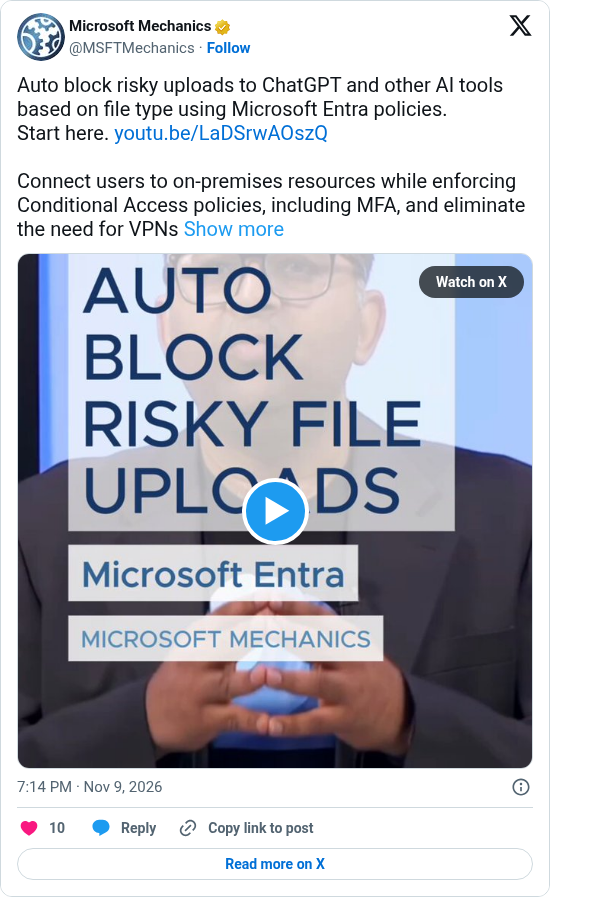 Microsoft Mechanics
@MSFTMechanics · Follow
Auto block risky uploads to ChatGPT and other AI tools
based on file type using Microsoft Entra policies.
Start here. youtu.be/LaDSrwAOszQ
Connect users to on-premises resources while enforcing
Conditional Access policies, including MFA, and eliminate
the need for VPNs Show more
Watch on X
AUTO
BLOCK
RISKY FILE
UPLOADS
Microsoft Entra
MICROSOFT MECHANICS
7:14 PM · Nov 9, 2026
10 Reply Copy link to post
Read more on X